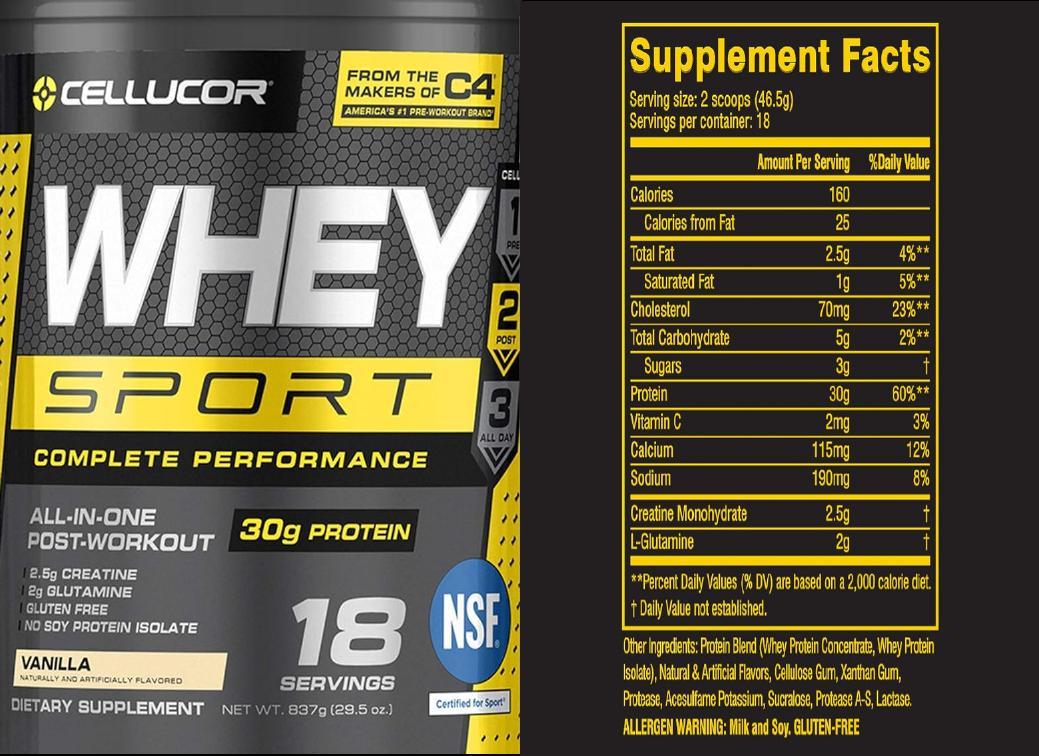 CELLUCOR®
FROM THE
MAKERS OF C4®
AMERICA'S #1 PRE-WORKOUT BRAND
WHEY
SPORT
COMPLETE PERFORMANCE
ALL-IN-ONE
POST-WORKOUT
30g PROTEIN
2.5g CREATINE
2g GLUTAMINE
GLUTEN FREE
NO SOY PROTEIN ISOLATE
18
SERVINGS
VANILLA
NATURALLY AND ARTIFICIALLY FLAVORED
DIETARY SUPPLEMENT
NET WT. 837g (29.5 oz.)
CELL
1
PRE
2
POST
3
ALL DAY
NSF®
Certified for Sport®
Supplement Facts
Serving size: 2 scoops (46.5g)
Servings per container: 18
Amount Per Serving %Daily Value
Calories 160
Calories from Fat 25
Total Fat 2.5g 4%**
Saturated Fat 1g 5%**
Cholesterol 70mg 23%**
Total Carbohydrate 5g 2%**
Sugars 3g †
Protein 30g 60%**
Vitamin C 2mg 3%
Calcium 115mg 12%
Sodium 190mg 8%
Creatine Monohydrate 2.5g †
L-Glutamine 2g †
**Percent Daily Values (% DV) are based on a 2,000 calorie diet.
† Daily Value not established.
Other Ingredients: Protein Blend (Whey Protein Concentrate, Whey Protein
Isolate), Natural & Artificial Flavors, Cellulose Gum, Xanthan Gum,
Protease, Acesulfame Potassium, Sucralose, Protease A-S, Lactase.
ALLERGEN WARNING: Milk and Soy. GLUTEN-FREE